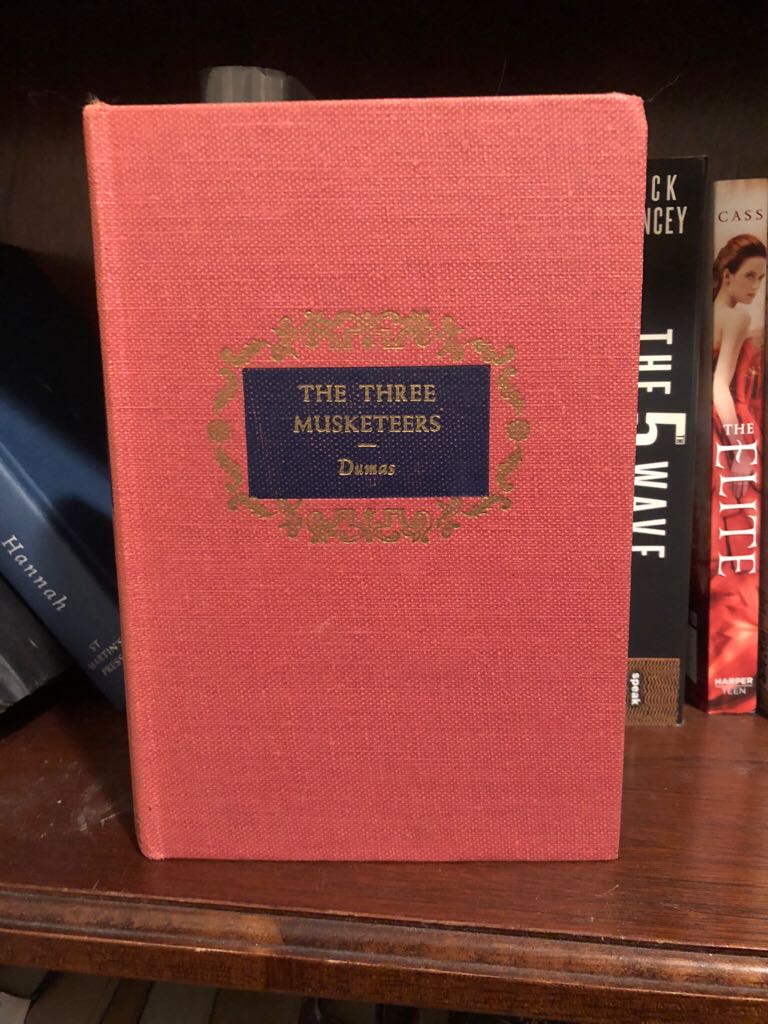 THE THREE
MUSKETEERS
Dumas
Hannah
ST.
MARTIN'S
PRESS
CK
NCEY
THE 5TH WAVE
speak
CASS
THE
ELITE
HARPER
TEEN